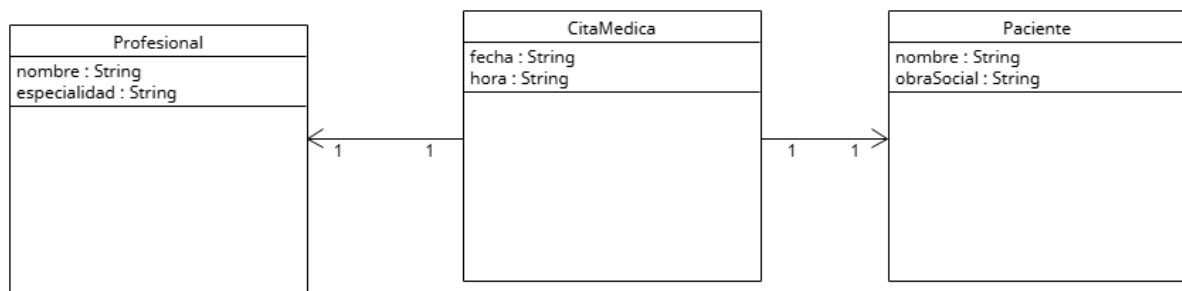 Profesional
nombre : String
especialidad : String
CitaMedica
fecha : String
hora : String
Paciente
nombre : String
obraSocial : String
1
1
1
1